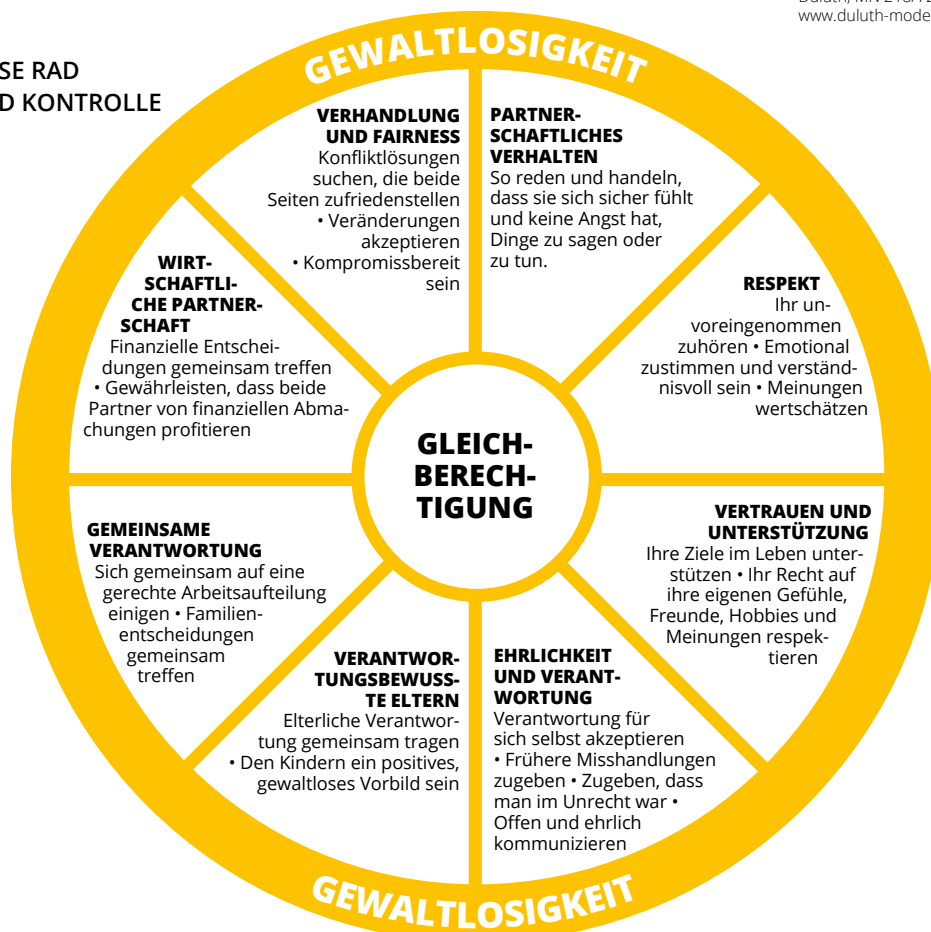 Duluth, MN
www.duluth-mode
SE RAD
D KONTROLLE
GEWALTLOSIGKEIT
VERHANDLUNG
UND FAIRNESS
Konfliktlösungen
suchen, die beide
Seiten zufriedenstellen
• Veränderungen
akzeptieren
• Kompromissbereit
sein
PARTNER-
SCHAFTLICHES
VERHALTEN
So reden und handeln,
dass sie sich sicher fühlt
und keine Angst hat,
Dinge zu sagen oder
zu tun.
WIRT-
SCHAFTLI-
CHE PARTNER-
SCHAFT
Finanzielle Entschei-
dungen gemeinsam treffen
• Gewährleisten, dass beide
Partner von finanziellen Abma-
chungen profitieren
RESPEKT
Ihr un-
voreingenommen
zuhören • Emotional
zustimmen und verständ-
nisvoll sein • Meinungen
wertschätzen
GLEICH-
BERECH-
TIGUNG
GEMEINSAME
VERANTWORTUNG
Sich gemeinsam auf eine
gerechte Arbeitsaufteilung
einigen • Familien-
entscheidungen
gemeinsam
treffen
VERTRAUEN UND
UNTERSTÜTZUNG
Ihre Ziele im Leben unter-
stützen • Ihr Recht auf
ihre eigenen Gefühle,
Freunde, Hobbies und
Meinungen respek-
tieren
VERANTWOR-
TUNGSBEWUSS-
TE ELTERN
Elterliche Verantwor-
tung gemeinsam tragen
• Den Kindern ein positives,
gewaltloses Vorbild sein
EHRLICHKEIT
UND VERANT-
WORTUNG
Verantwortung für
sich selbst akzeptieren
• Frühere Misshandlungen
zugeben • Zugeben, dass
man im Unrecht war •
Offen und ehrlich
kommunizieren
GEWALTLOSIGKEIT